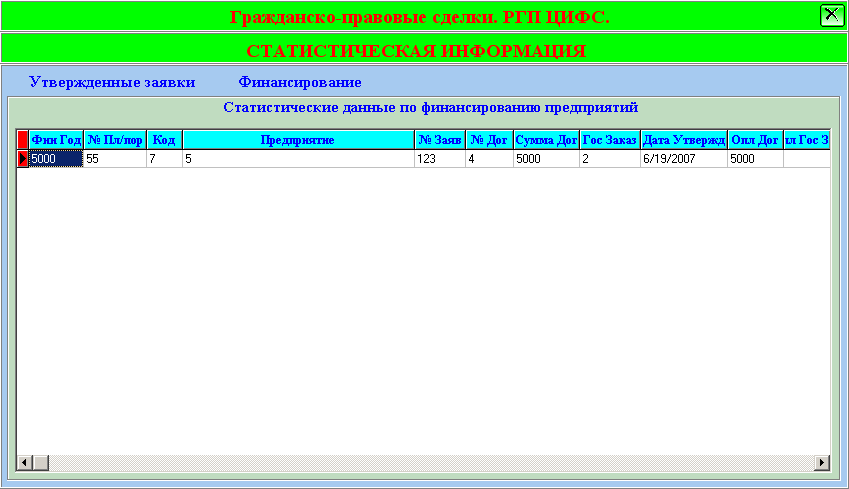 Гражданско-правовые сделки. РГП ЦИФС.
СТАТИСТИЧЕСКАЯ ИНФОРМАЦИЯ
Утвержденные заявки Финансирование
Статистические данные по финансированию предприятий
Фин Год № Пл/пор Код Предприятие № Заяв № Дог Сумма Дог Гос Заказ Дата Утвержд Опл Дог лл Гос З
5000 55 7 5 123 4 5000 2 6/19/2007 5000